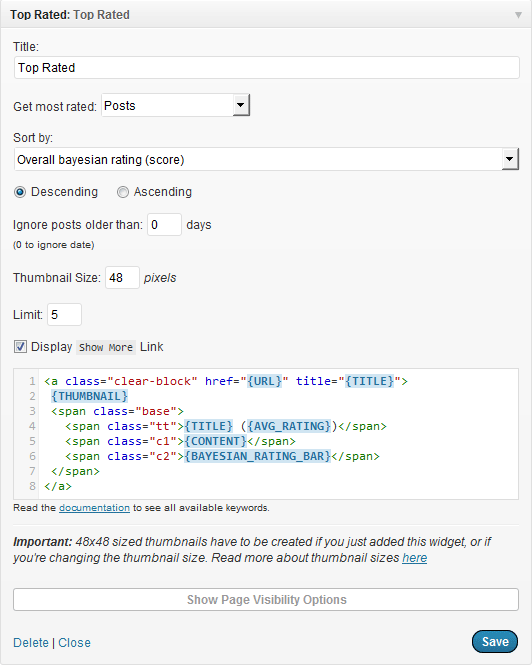 Top Rated: Top Rated
Title:
Top Rated
Get most rated: Posts
Sort by:
Overall bayesian rating (score)
Descending Ascending
Ignore posts older than: 0 days
(0 to ignore date)
Thumbnail Size: 48 pixels
Limit: 5
Display Show More Link
1 <a class="clear-block" href="{URL}" title="{TITLE}">
2 {THUMBNAIL}
3 <span class="base">
4 <span class="tt">{TITLE} ({AVG_RATING})</span>
5 <span class="c1">{CONTENT}</span>
6 <span class="c2">{BAYESIAN_RATING_BAR}</span>
7 </span>
8 </a>
Read the documentation to see all available keywords.
Important: 48x48 sized thumbnails have to be created if you just added this widget, or if
you're changing the thumbnail size. Read more about thumbnail sizes here
Show Page Visibility Options
Delete | Close Save